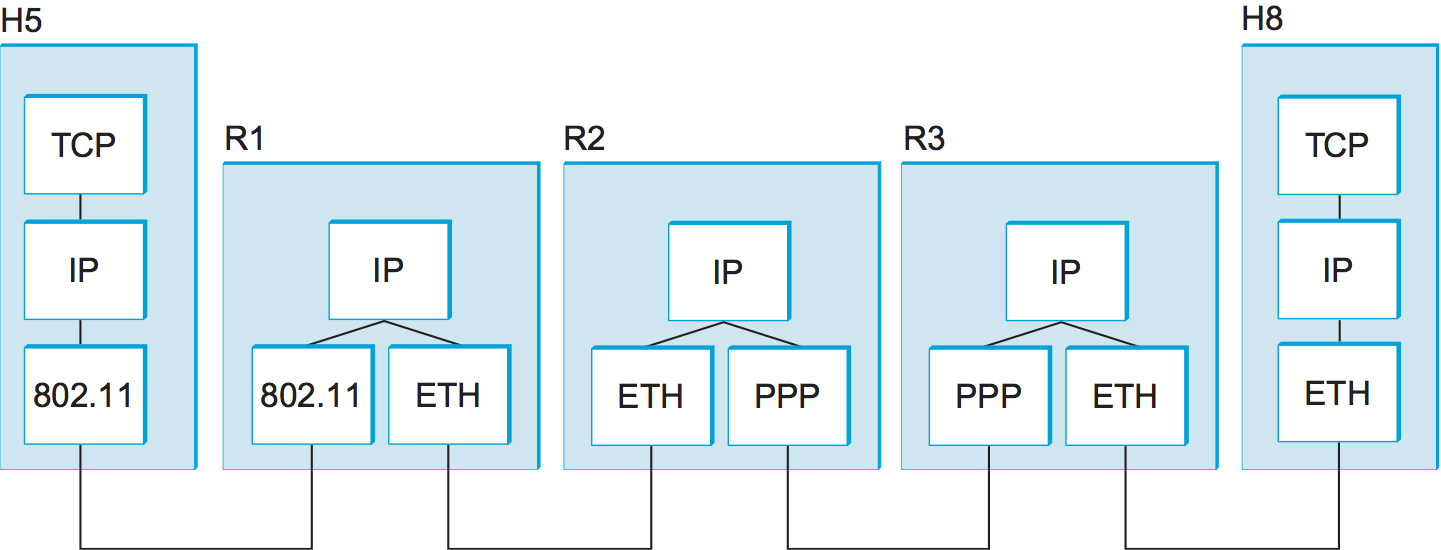 H5
H8
TCP
R1
R2
R3
TCP
IP
IP
IP
IP
IP
802.11
802.11
ETH
ETH
PPP
PPP
ETH
ETH